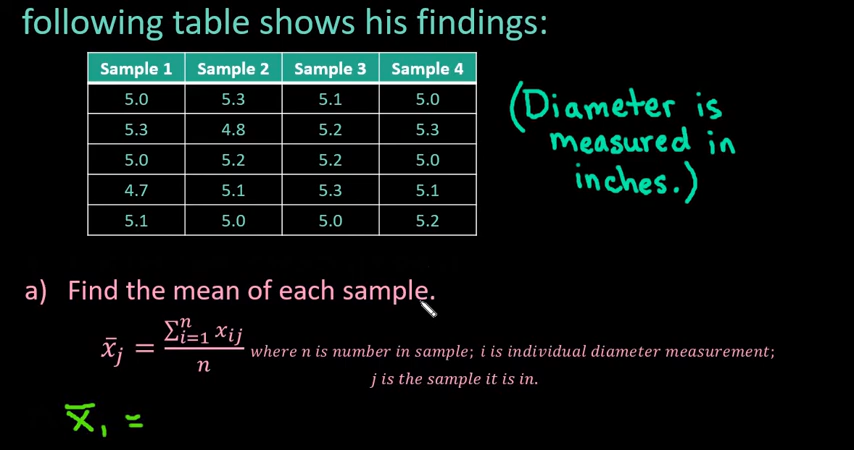 following table shows his findings:
Sample 1 Sample 2 Sample 3 Sample 4
5.0 5.3 5.1 5.0
5.3 4.8 5.2 5.3
5.0 5.2 5.2 5.0
4.7 5.1 5.3 5.1
5.1 5.0 5.0 5.2
(Diameter is
measured in
inches.)
a) Find the mean of each sample.
x̄ⱼ = ∑ⁿᵢ₌₁ xᵢⱼ / n where n is number in sample; i is individual diameter measurement;
j is the sample it is in.
x̄₁ =